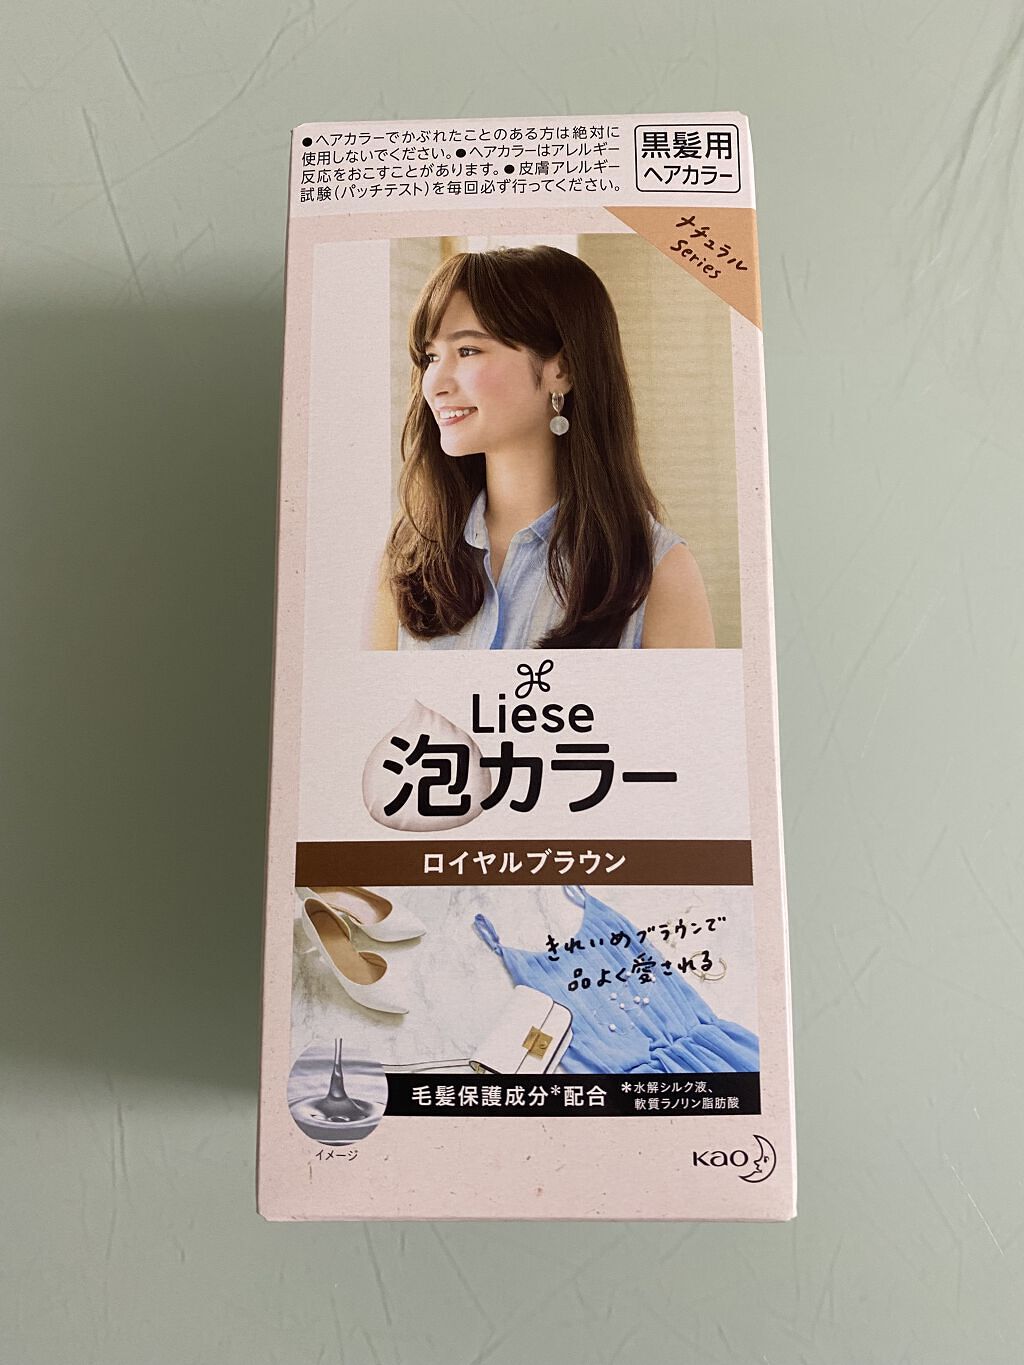 ●ヘアカラーでかぶれたことのある方は絶対に
使用しないでください。●ヘアカラーはアレルギー
反応をおこすことがあります。●皮膚アレルギー
試験(パッチテスト)を毎回必ず行ってください。
黒髪用
ヘアカラー
ナチュラル
Series
Liese
泡カラー
ロイヤルブラウン
きれいめブラウンで
品よく愛される
毛髪保護成分*配合
*水解シルク液、
軟質ラノリン脂肪酸
イメージ
Kao